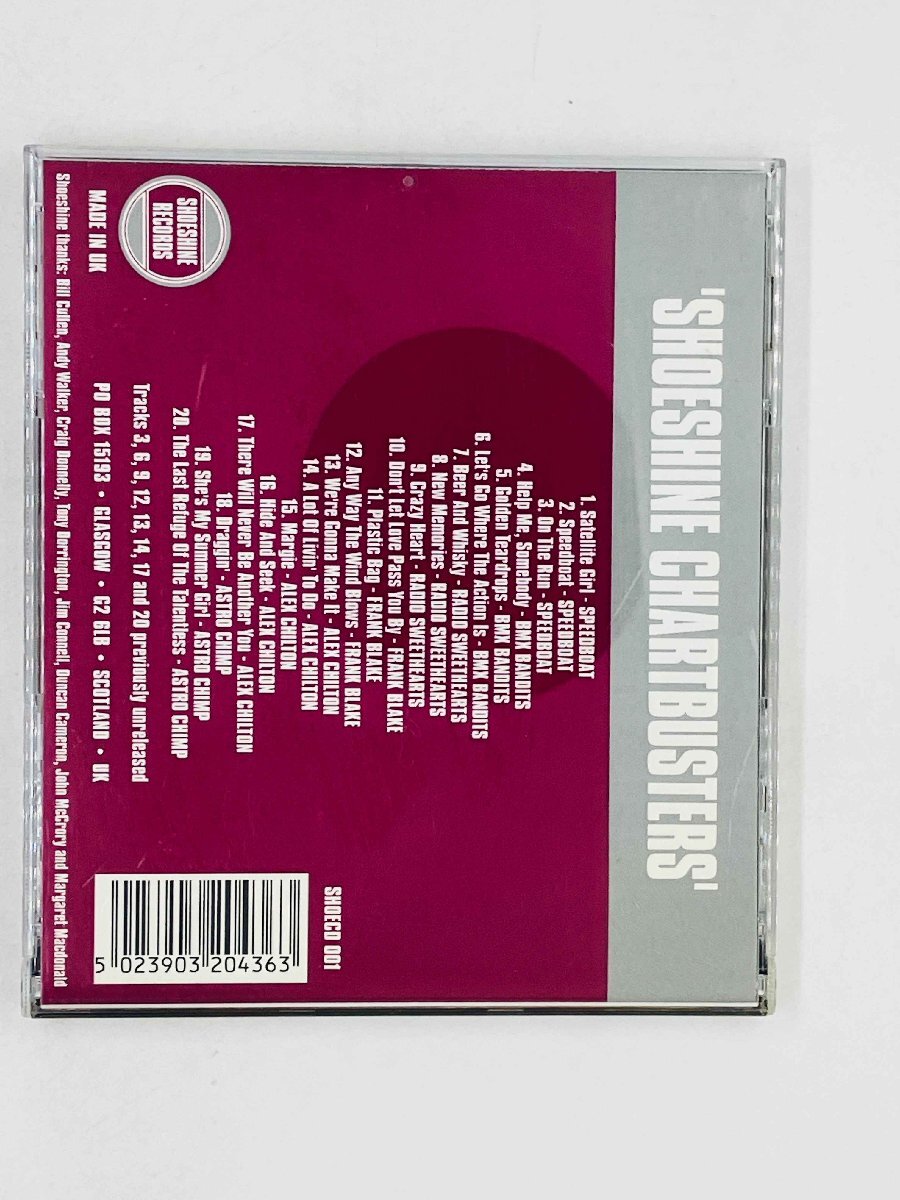 'SHOESHINE CHARTBUSTERS'
1. Satellite Girl - SPEEDBOAT
2. Speedboat - SPEEDBOAT
3. On The Run - SPEEDBOAT
4. Help Me, Somebody - BMX BANDITS
5. Golden Teardrops - BMX BANDITS
6. Let's Go Where The Action Is - BMX BANDITS
7. Beer And Whisky - RADIO SWEETHEARTS
8. New Memories - RADIO SWEETHEARTS
9. Crazy Heart - RADIO SWEETHEARTS
10. Don't Let Love Pass You By - FRANK BLAKE
11. Plastic Bag - FRANK BLAKE
12. Any Way The Wind Blows - FRANK BLAKE
13. We're Gonna Make It - ALEX CHILTON
14. A Lot Of Livin' To Do - ALEX CHILTON
15. Margie - ALEX CHILTON
16. Hide And Seek - ALEX CHILTON
17. There Will Never Be Another You - ALEX CHILTON
18. Draggin' - ASTRO CHIMP
19. She's My Summer Girl - ASTRO CHIMP
20. The Last Refuge Of The Talentless - ASTRO CHIMP
Tracks 3, 6, 9, 12, 13, 14, 17 and 20 previously unreleased
SHOECD 001
SHOESHINE
RECORDS
MADE IN UK
PO BOX 15193 • GLASGOW • G2 6LB • SCOTLAND • UK
5 023903 204363
Shoeshine thanks: Bill Cullen, Andy Walker, Craig Donnelly, Tony Dorrington, Jim Connell, Duncan Cameron, John McCrory and Margaret Macdonald